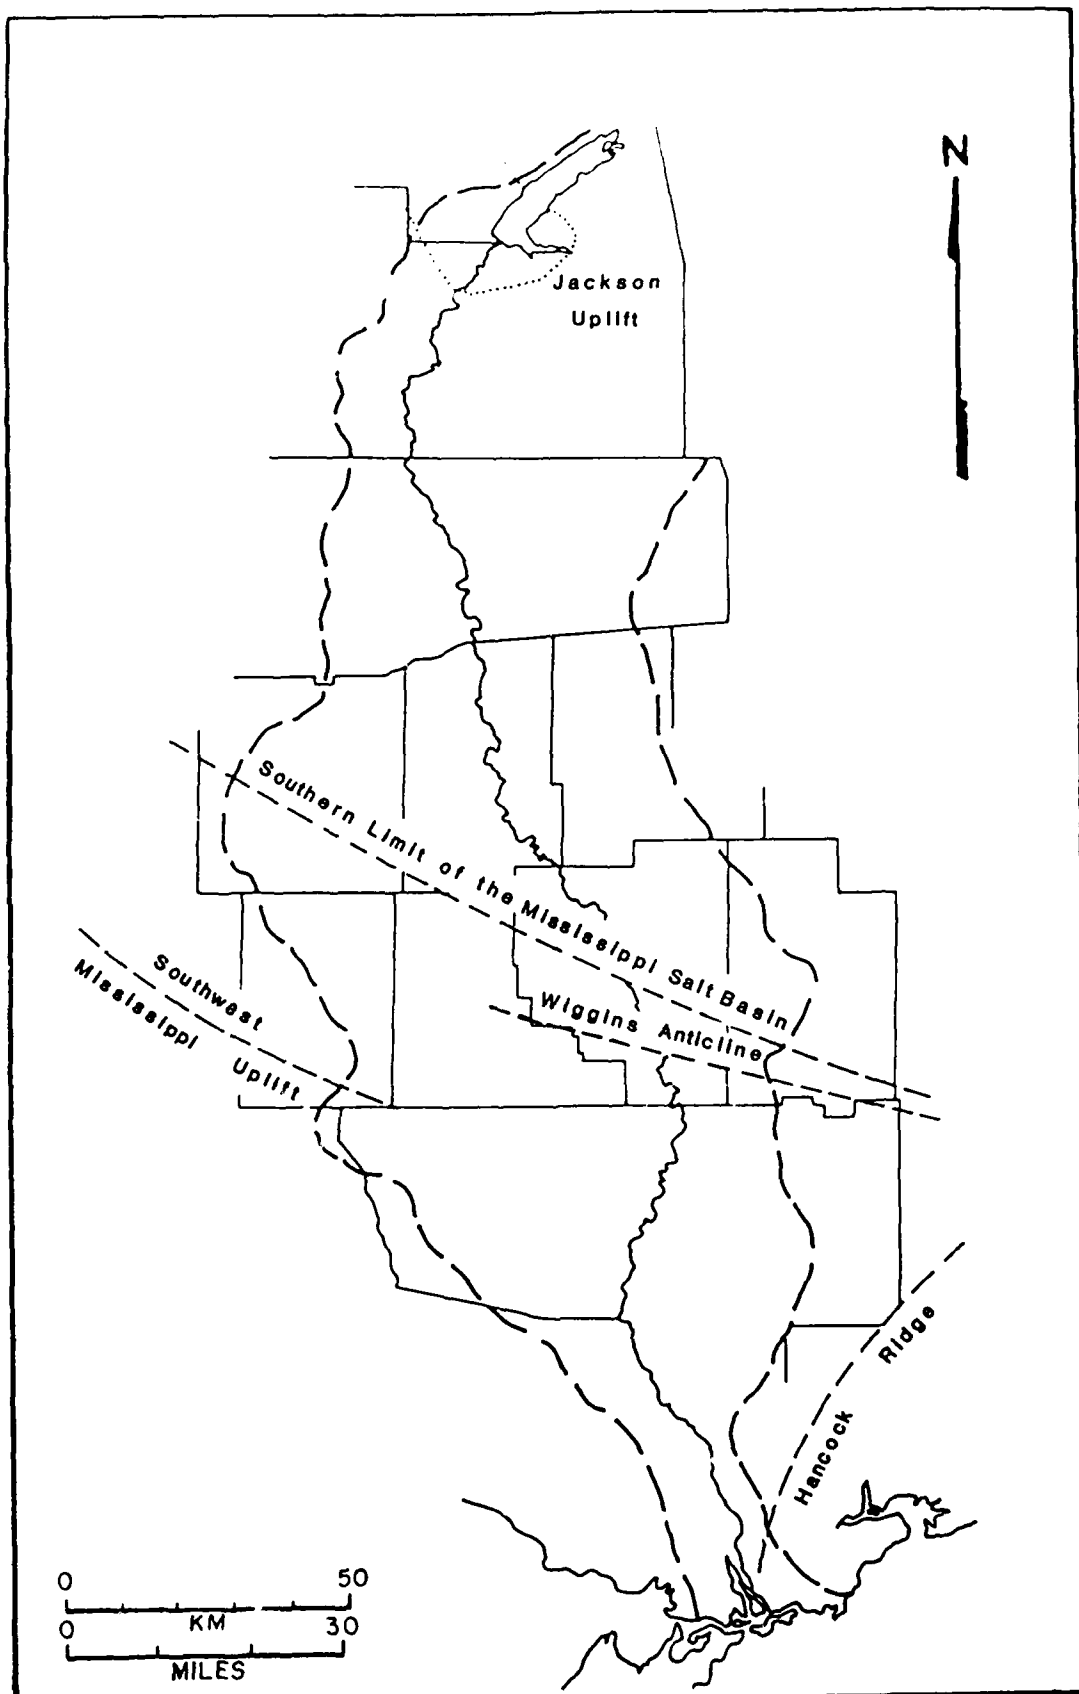 N
Jackson
Uplift
Southern Limit of the Mississippi Salt Basin
Southwest
Mississippi Uplift
Wiggins Anticline
Hancock Ridge
0 50
KM
0 30
MILES